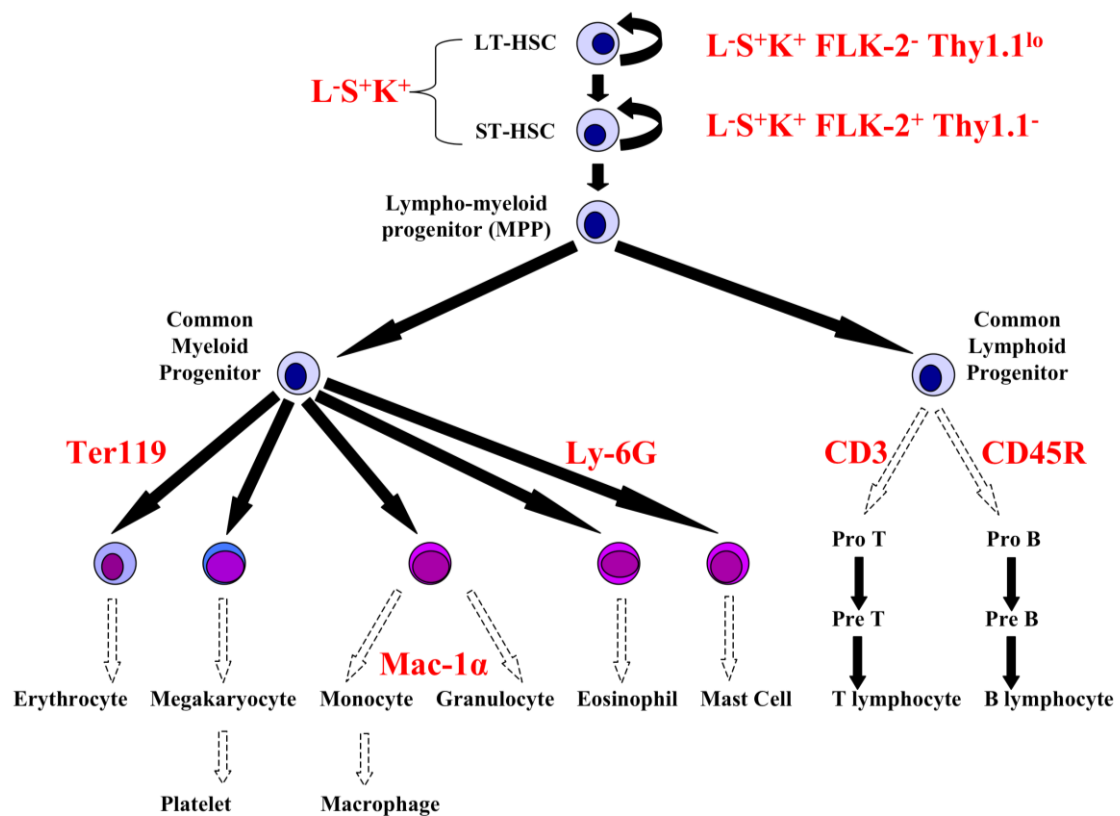 LT-HSC
L⁻S⁺K⁺ FLK-2⁻ Thy1.1ˡᵒ
L⁻S⁺K⁺
ST-HSC
L⁻S⁺K⁺ FLK-2⁺ Thy1.1⁻
Lympho-myeloid
progenitor (MPP)
Common
Myeloid
Progenitor
Common
Lymphoid
Progenitor
Ter119
Ly-6G
CD3
CD45R
Pro T
Pro B
Pre T
Pre B
Mac-1α
Erythrocyte
Megakaryocyte
Monocyte
Granulocyte
Eosinophil
Mast Cell
T lymphocyte
B lymphocyte
Platelet
Macrophage